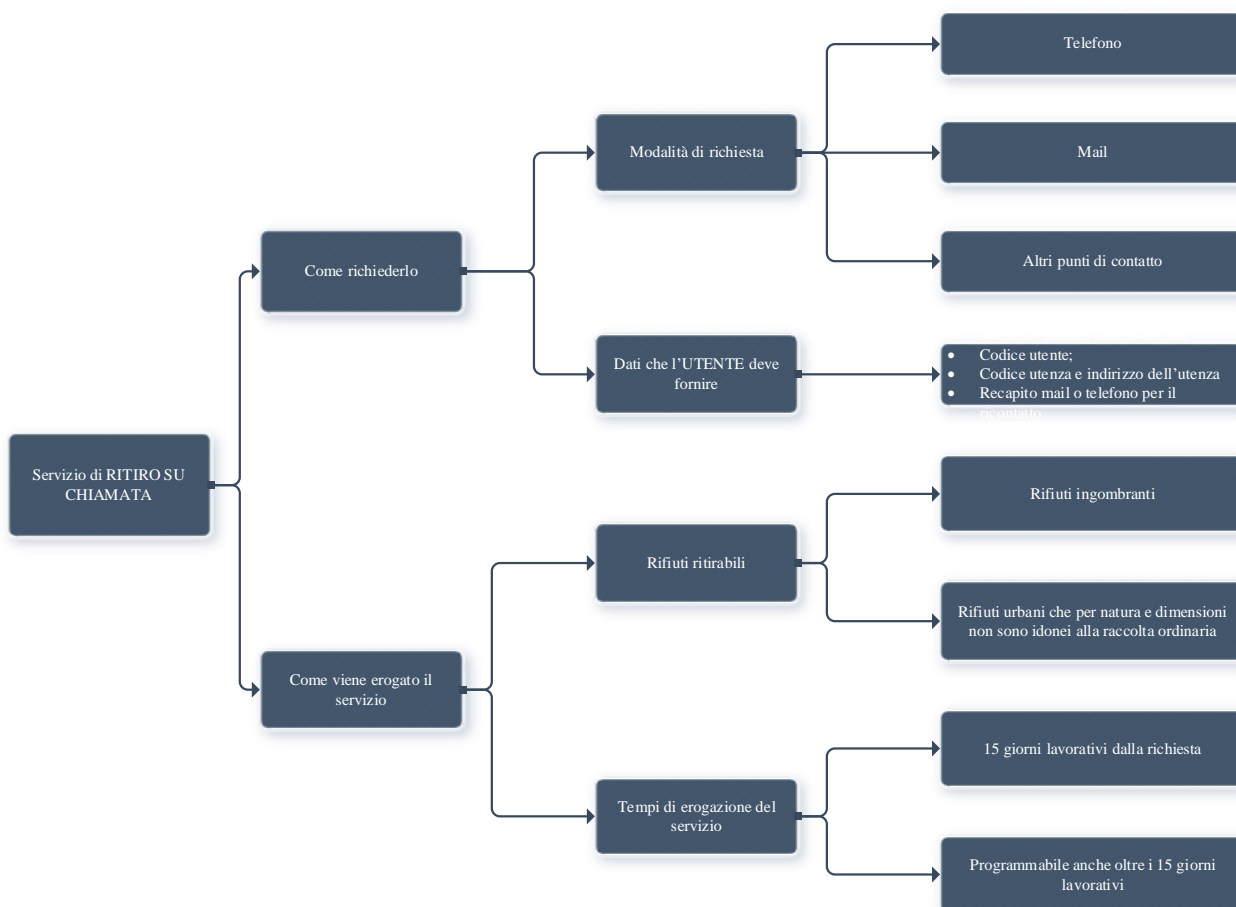 Telefono
Modalità di richiesta
Mail
Come richiederlo
Altri punti di contatto
Dati che l’UTENTE deve
fornire
• Codice utente;
• Codice utenza e indirizzo dell’utenza
• Recapito mail o telefono per il
ricontatto
Servizio di RITIRO SU
CHIAMATA
Rifiuti ingombranti
Rifiuti ritirabili
Rifiuti urbani che per natura e dimensioni
non sono idonei alla raccolta ordinaria
Come viene erogato il
servizio
15 giorni lavorativi dalla richiesta
Tempi di erogazione del
servizio
Programmabile anche oltre i 15 giorni
lavorativi